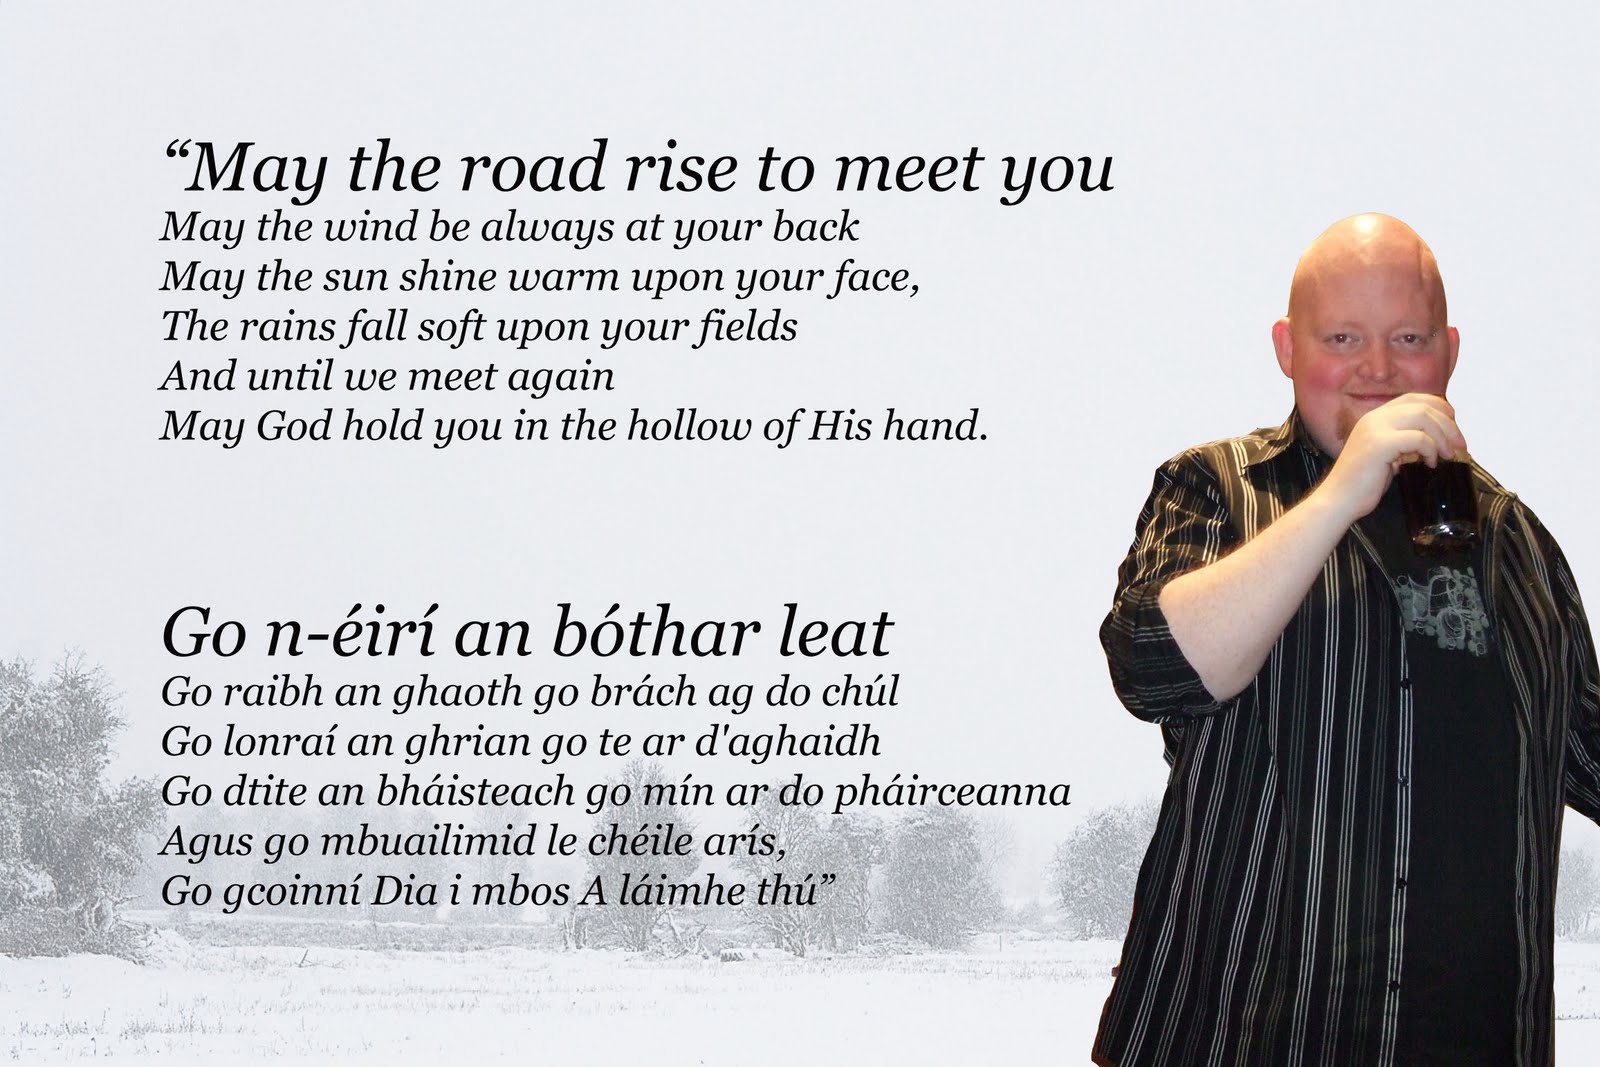 “May the road rise to meet you
May the wind be always at your back
May the sun shine warm upon your face,
The rains fall soft upon your fields
And until we meet again
May God hold you in the hollow of His hand.
Go n-éirí an bóthar leat
Go raibh an ghaoth go brách ag do chúl
Go lonraí an ghrian go te ar d'aghaidh
Go dtite an bháisteach go mín ar do pháirceanna
Agus go mbuailimid le chéile arís,
Go gcoinní Dia i mbos A láimhe thú”